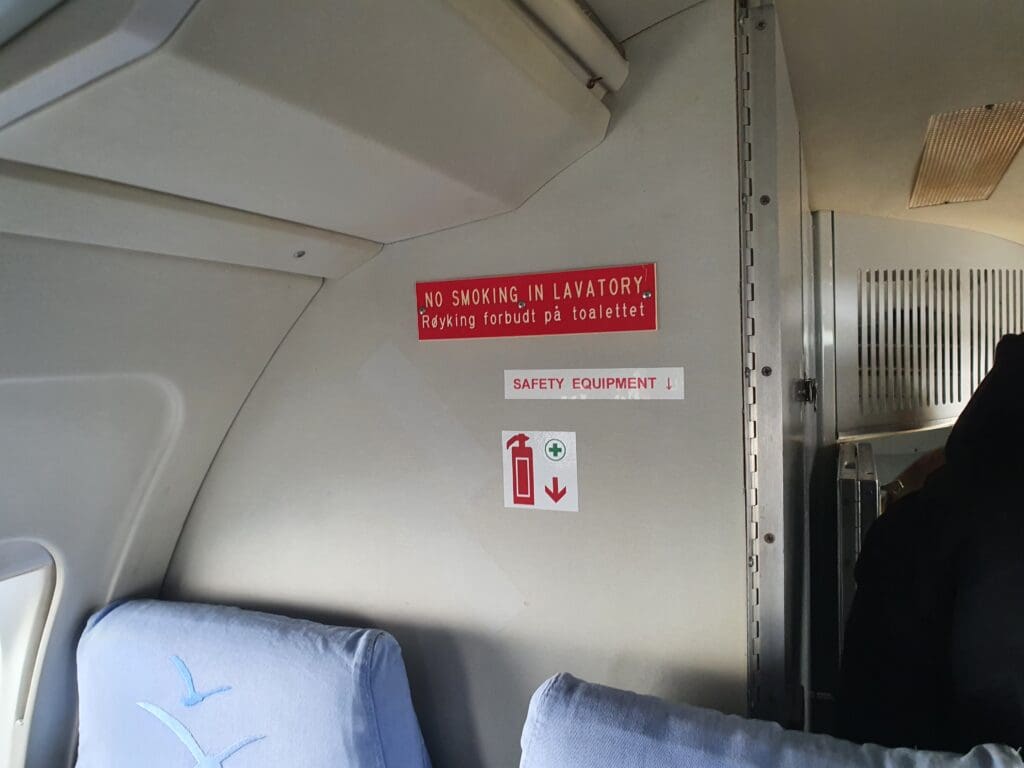 NO SMOKING IN LAVATORY
Røyking forbudt på toalettet
SAFETY EQUIPMENT ↓